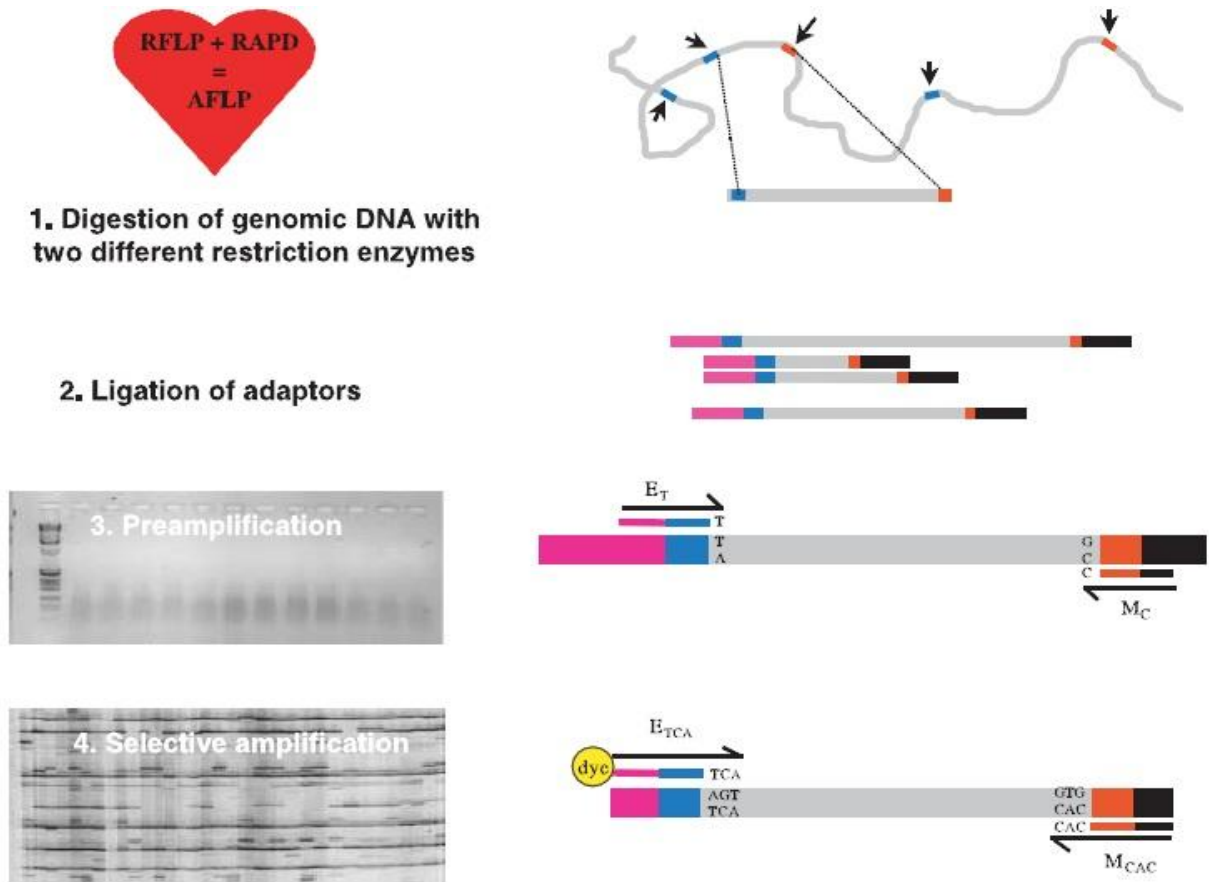 RFLP + RAPD
=
AFLP
1. Digestion of genomic DNA with
two different restriction enzymes
2. Ligation of adaptors
3. Preamplification
E_T
T
T
A
G
C
C
M_C
4. Selective amplification
E_TCA
dye
TCA
AGT
TCA
GTG
CAC
CAC
M_CAC